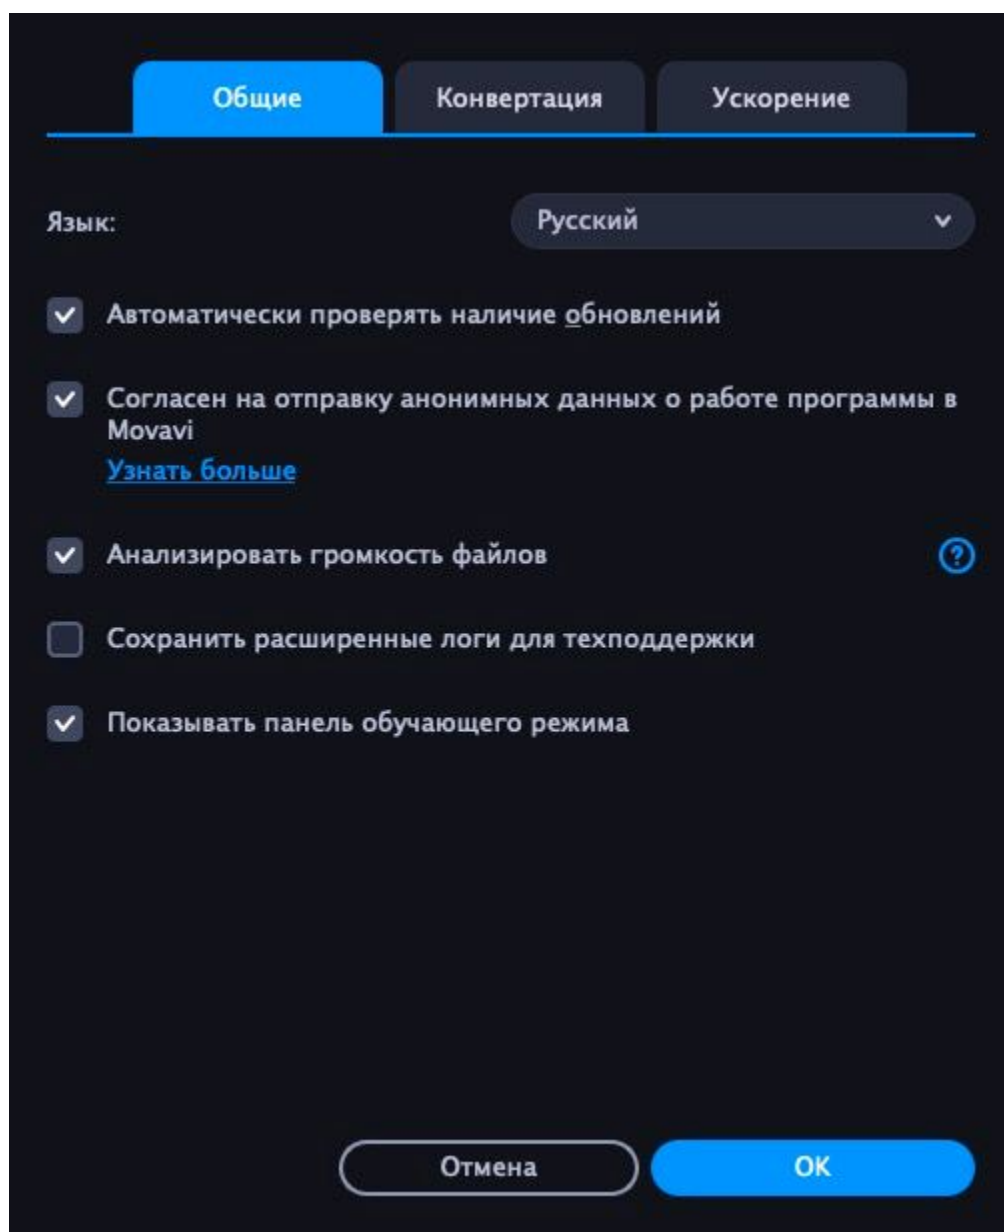 Общие Конвертация Ускорение
Язык: Русский
Автоматически проверять наличие обновлений
Согласен на отправку анонимных данных о работе программы в
Movavi
Узнать больше
Анализировать громкость файлов ?
Сохранить расширенные логи для техподдержки
Показывать панель обучающего режима
Отмена ОК